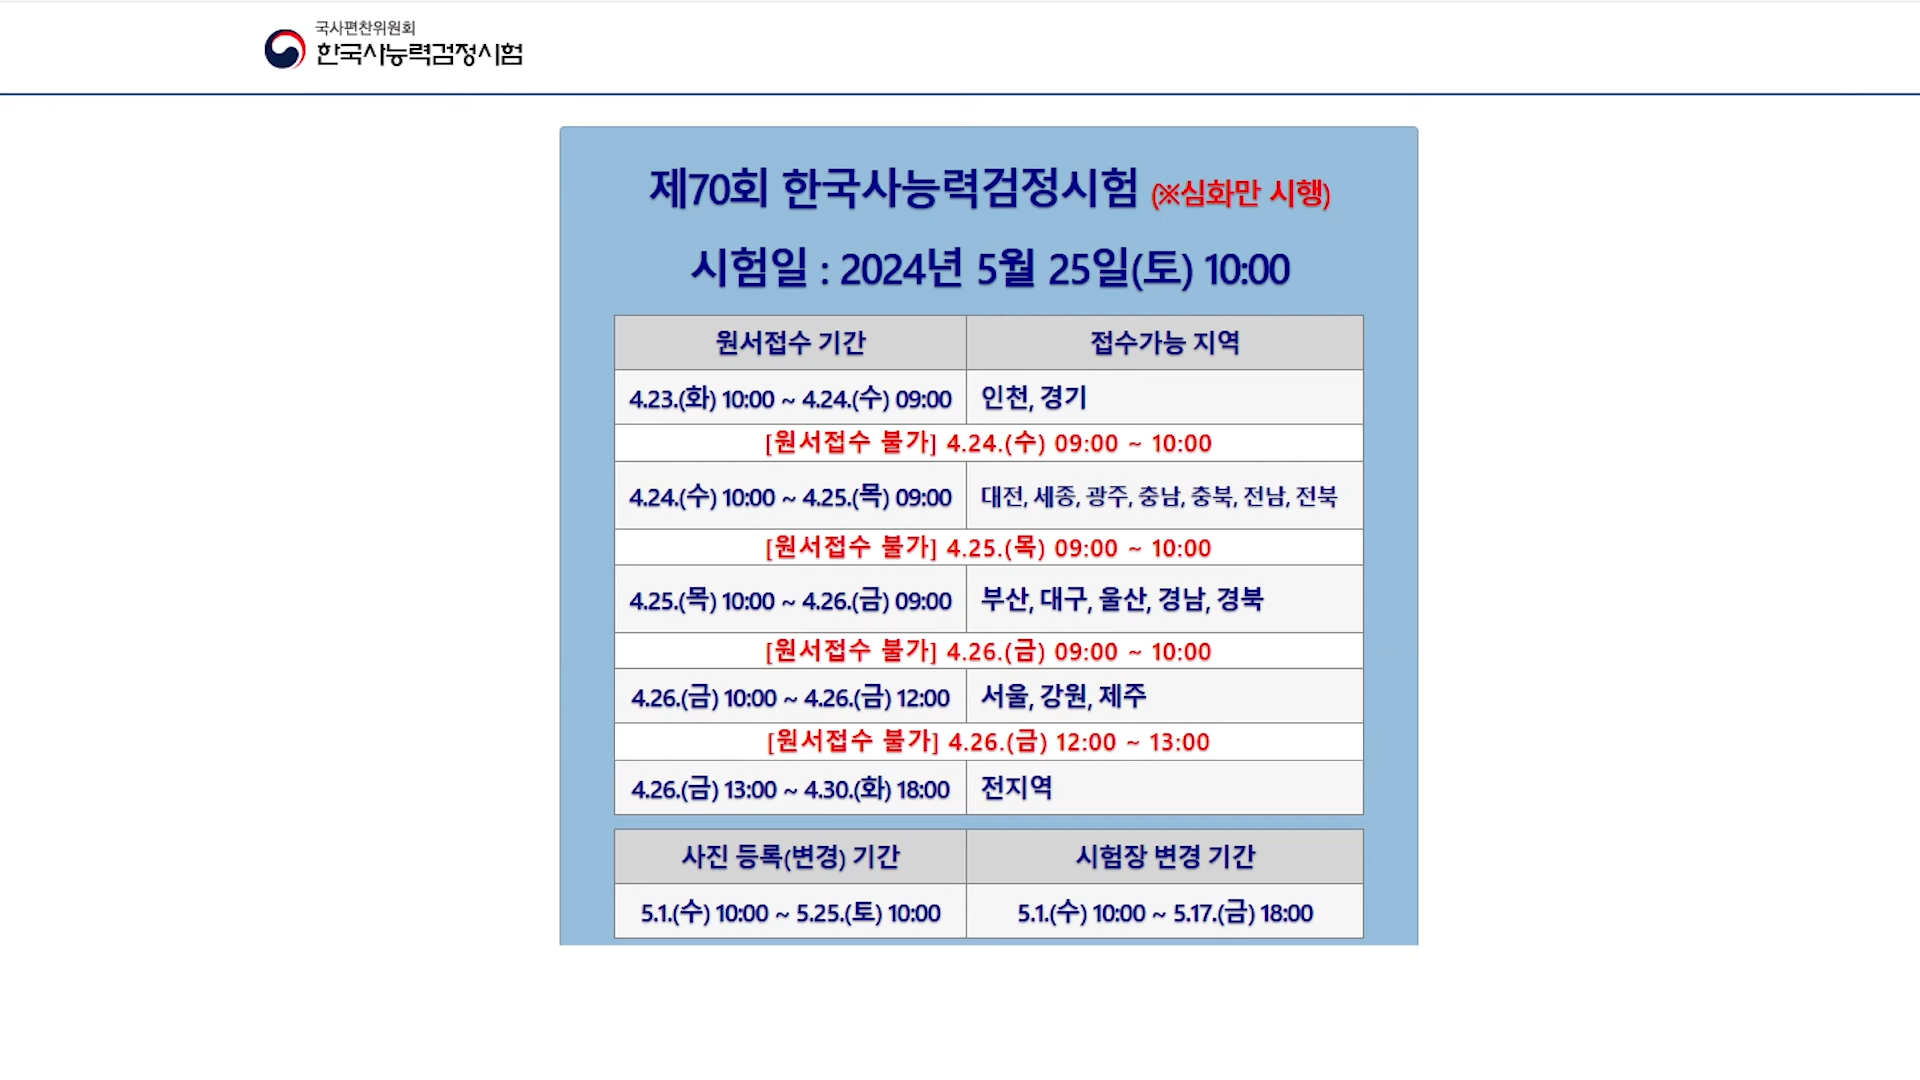 국사편찬위원회
한국사능력검정시험
제70회 한국사능력검정시험 (※심화만 시행)
시험일 : 2024년 5월 25일(토) 10:00
원서접수 기간 접수가능 지역
4.23.(화) 10:00 ~ 4.24.(수) 09:00 인천, 경기
[원서접수 불가] 4.24.(수) 09:00 ~ 10:00
4.24.(수) 10:00 ~ 4.25.(목) 09:00 대전, 세종, 광주, 충남, 충북, 전남, 전북
[원서접수 불가] 4.25.(목) 09:00 ~ 10:00
4.25.(목) 10:00 ~ 4.26.(금) 09:00 부산, 대구, 울산, 경남, 경북
[원서접수 불가] 4.26.(금) 09:00 ~ 10:00
4.26.(금) 10:00 ~ 4.26.(금) 12:00 서울, 강원, 제주
[원서접수 불가] 4.26.(금) 12:00 ~ 13:00
4.26.(금) 13:00 ~ 4.30.(화) 18:00 전지역
사진 등록(변경) 기간 시험장 변경 기간
5.1.(수) 10:00 ~ 5.25.(토) 10:00 5.1.(수) 10:00 ~ 5.17.(금) 18:00